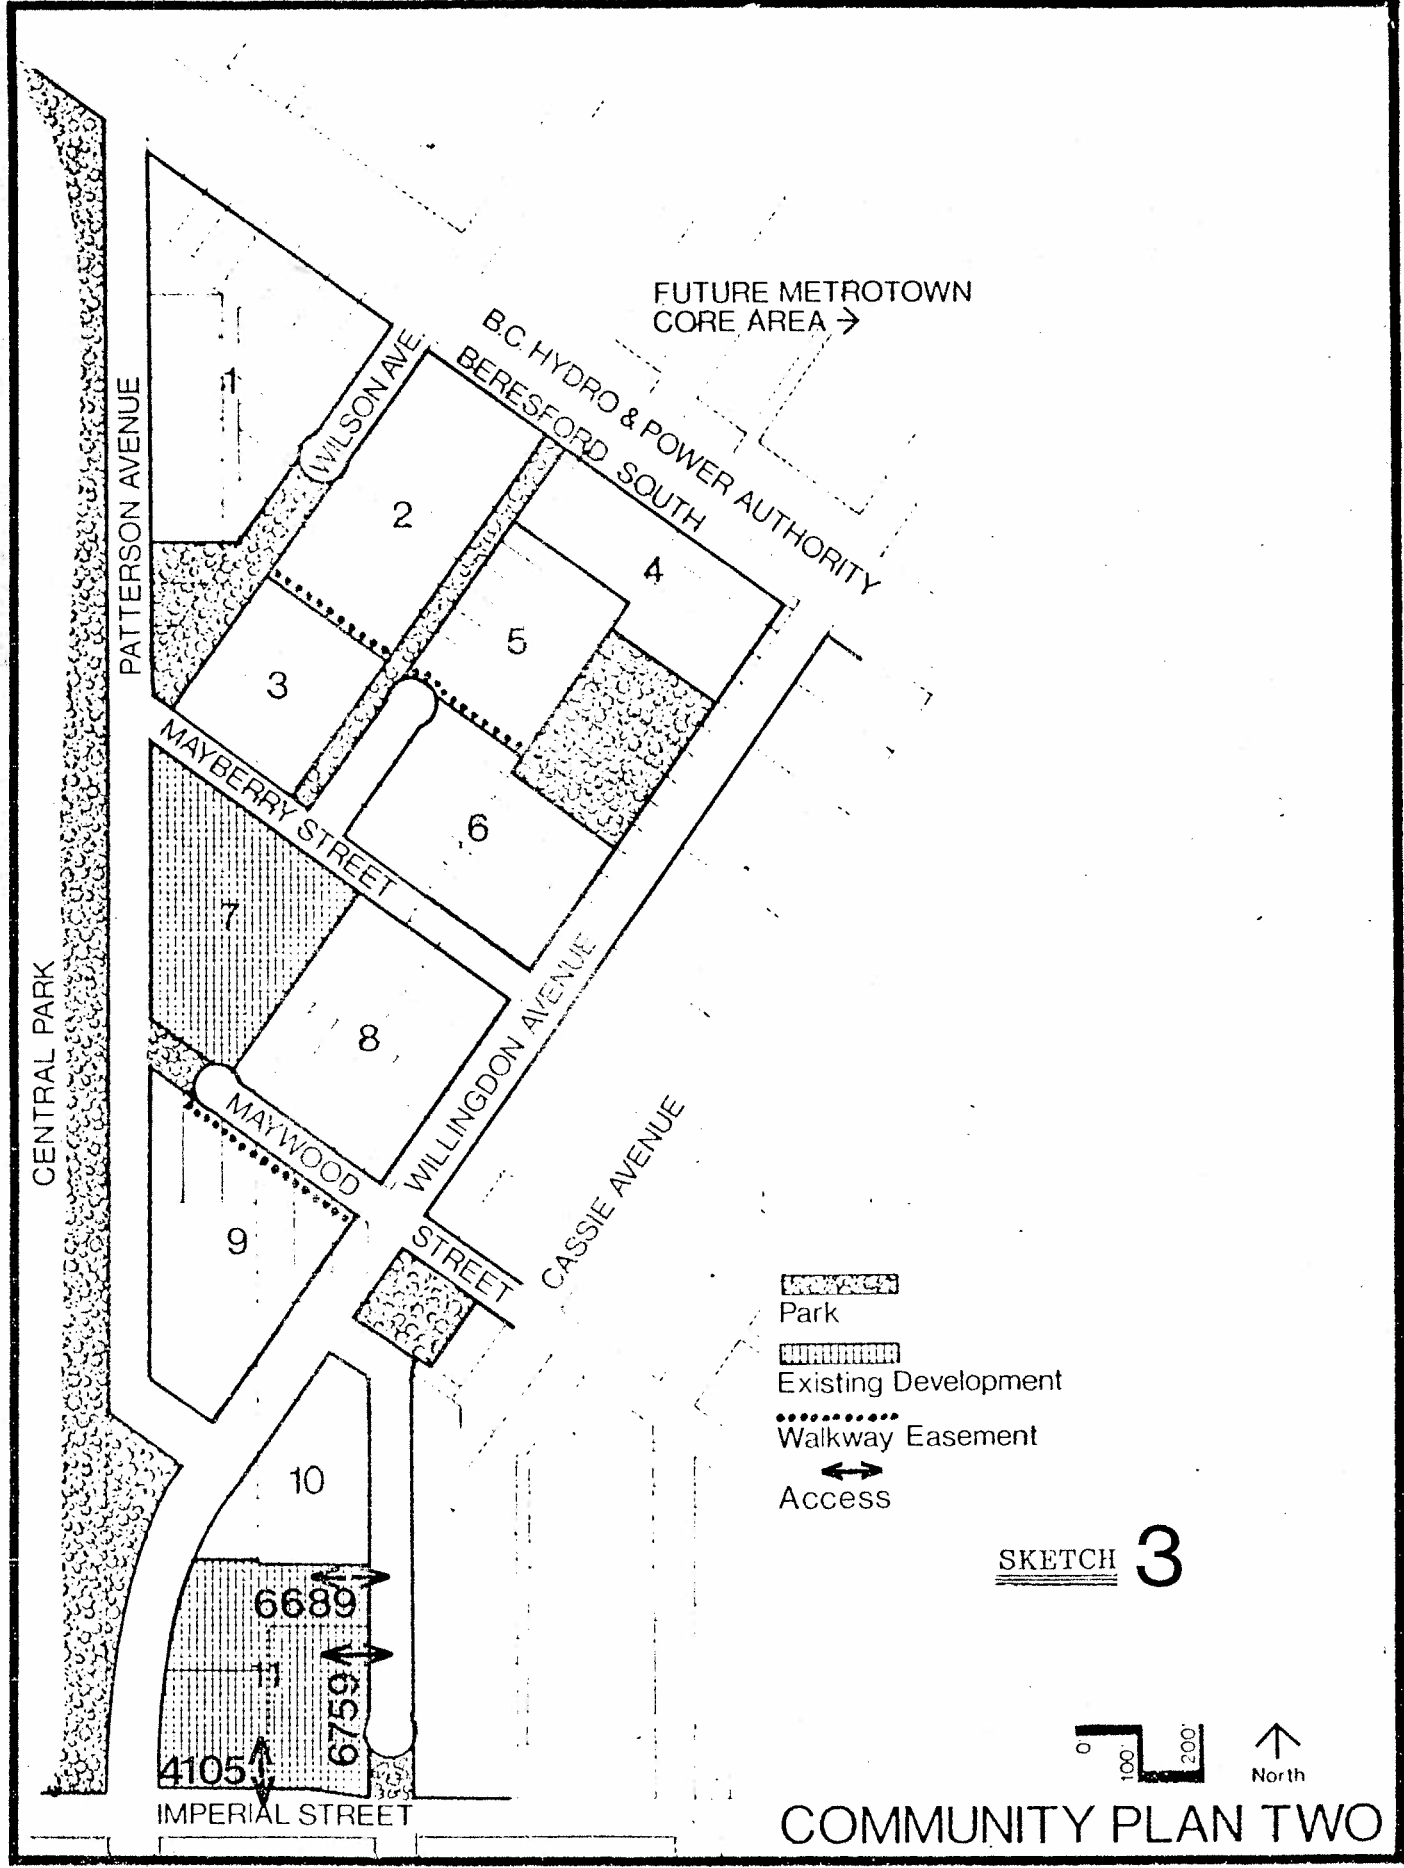 FUTURE METROTOWN
CORE AREA →
B.C. HYDRO & POWER AUTHORITY
BERESFORD SOUTH
WILSON AVE.
PATTERSON AVENUE
1
2
4
5
3
MAYBERRY STREET
6
7
8
CENTRAL PARK
WILLINGDON AVENUE
MAYWOOD STREET
CASSIE AVENUE
9
10
6689
11
6759
4105
IMPERIAL STREET
Park
Existing Development
Walkway Easement
Access
SKETCH 3
0'
100'
200'
North
COMMUNITY PLAN TWO